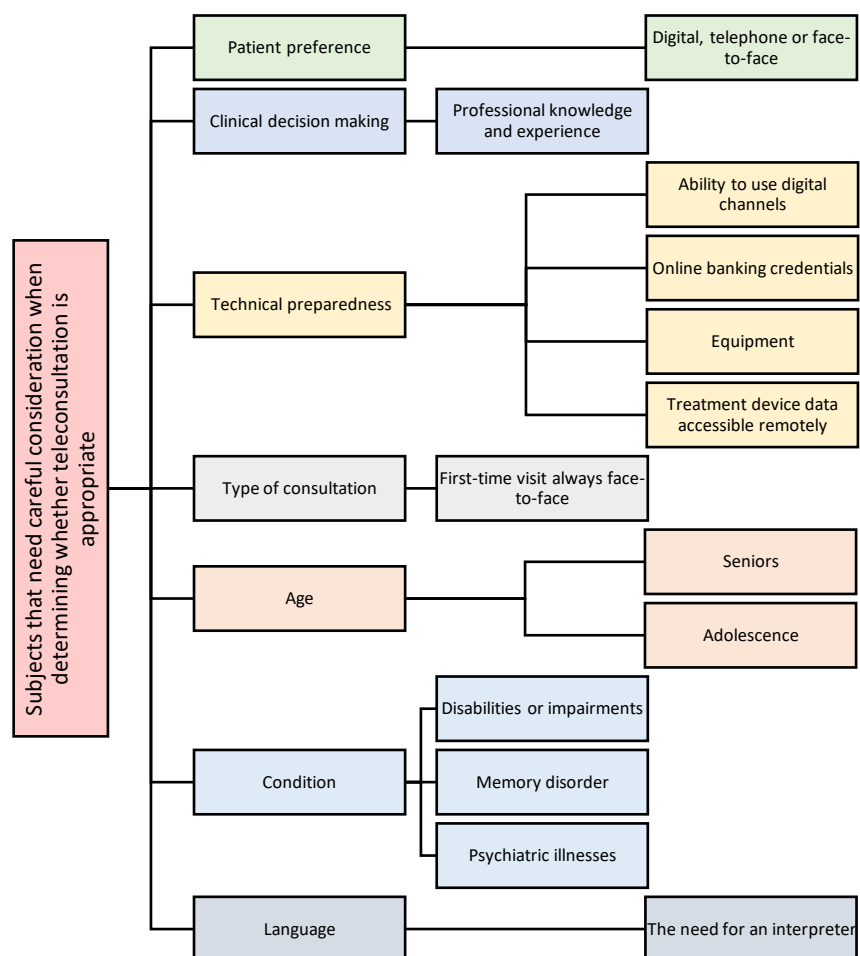 Subjects that need careful consideration when
determining whether teleconsultation is
appropriate
Patient preference
Digital, telephone or face-
to-face
Clinical decision making
Professional knowledge
and experience
Technical preparedness
Ability to use digital
channels
Online banking credentials
Equipment
Treatment device data
accessible remotely
Type of consultation
First-time visit always face-
to-face
Age
Seniors
Adolescence
Condition
Disabilities or impairments
Memory disorder
Psychiatric illnesses
Language
The need for an interpreter